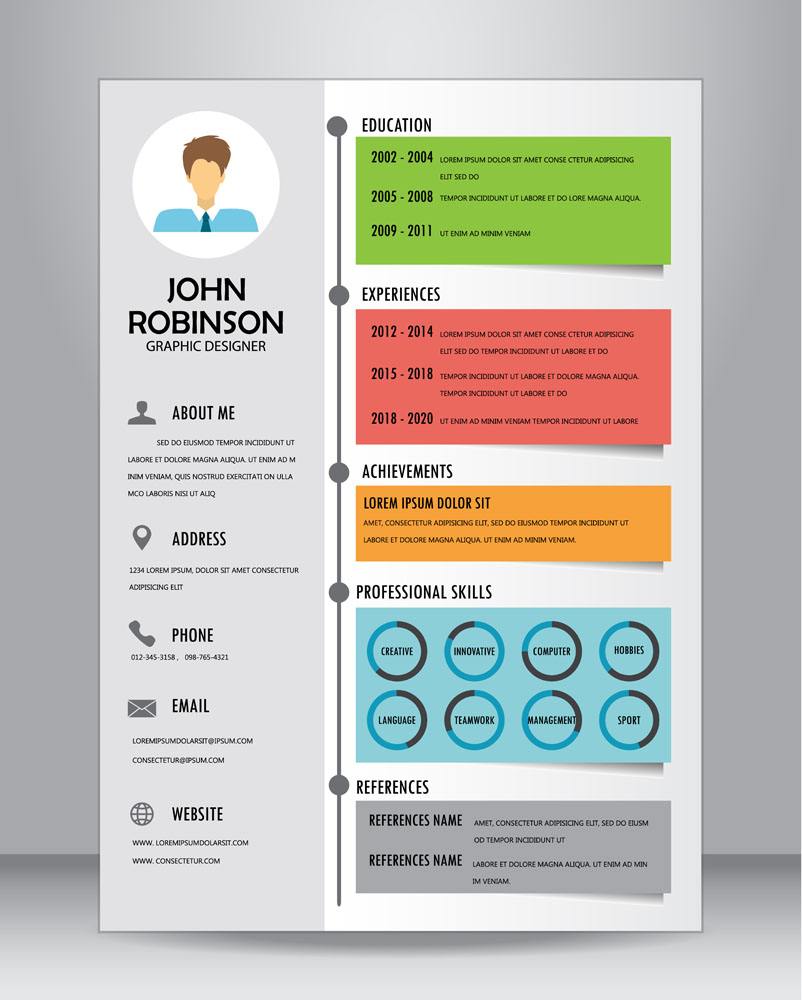 JOHN
ROBINSON
GRAPHIC DESIGNER
ABOUT ME
SED DO EIUSMOD TEMPOR INCIDIDUNT UT
LABORE ET DOLORE MAGNA ALIQUA. UT ENIM AD M
INIM VENIAM, QUIS NOSTRUD EXERCITATI ON ULLA
MCO LABORIS NISI UT ALIQ
ADDRESS
1234 LOREM IPSUM, DOLOR SIT AMET CONSECTETUR
ADIPISICING ELIT
PHONE
012-345-3158 , 098-765-4321
EMAIL
LOREMIPSUMDOLARSIT@IPSUM.COM
CONSECTETUR@IPSUM.COM
WEBSITE
WWW. LOREMIPSUMDOLARSIT.COM
WWW. CONSECTETUR.COM
EDUCATION
2002 - 2004 LOREM IPSUM DOLOR SIT AMET CONSE CTETUR ADIPISICING
ELIT SED DO
2005 - 2008 TEMPOR INCIDIDUNT UT LABORE ET DO LORE MAGNA ALIQUA.
2009 - 2011 UT ENIM AD MINIM VENIAM
EXPERIENCES
2012 - 2014 LOREM IPSUM DOLOR SIT AMET CONSE CTETUR ADIPISICING
ELIT SED DO TEMPOR INCIDIDUNT UT LABORE ET DO
2015 - 2018 TEMPOR INCIDIDUNT UT LABORE ET DOLORE MAGNA ALIQUA.
TEMPOR INCIDIDUNT UT LABORE ET DO
2018 - 2020 UT ENIM AD MINIM VENIAM TEMPOR INCIDIDUNT UT LABORE
ACHIEVEMENTS
LOREM IPSUM DOLOR SIT
AMET, CONSECTETUR ADIPISICING ELIT, SED DO EIUSMOD TEMPOR INCIDIDUNT UT
LABORE ET DOLORE MAGNA ALIQUA. UT ENIM AD MINIM VENIAM.
PROFESSIONAL SKILLS
CREATIVE INNOVATIVE COMPUTER HOBBIES
LANGUAGE TEAMWORK MANAGEMENT SPORT
REFERENCES
REFERENCES NAME AMET, CONSECTETUR ADIPISICING ELIT, SED DO EIUSM
OD TEMPOR INCIDIDUNT UT
REFERENCES NAME LABORE ET DOLORE MAGNA ALIQUA. UT ENIM AD MIN
IM VENIAM.